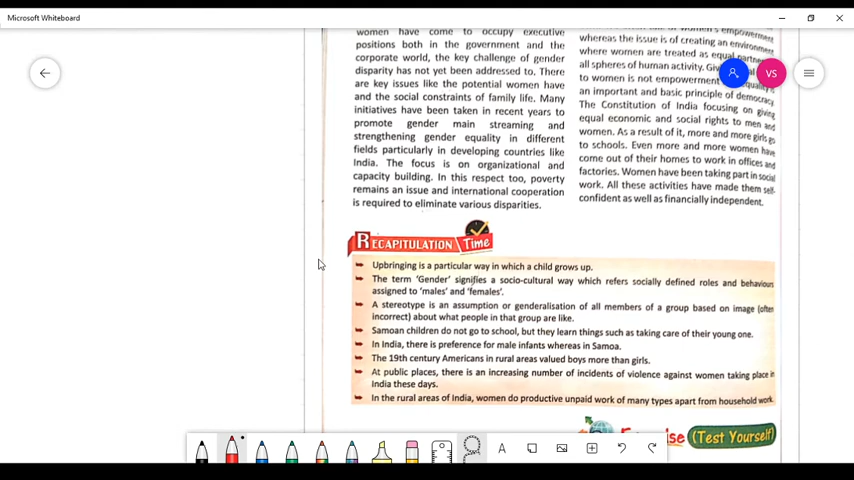 Microsoft Whiteboard
women have come to occupy executive
positions both in the government and the
corporate world, the key challenge of gender
disparity has not yet been addressed to. There
are key issues like the potential women have
and the social constraints of family life. Many
initiatives have been taken in recent years to
promote gender main streaming and
strengthening gender equality in different
fields particularly in developing countries like
India. The focus is on organizational and
capacity building. In this respect too, poverty
remains an issue and international cooperation
is required to eliminate various disparities.
women's empowerment
whereas the issue is of creating an environment
where women are treated as equal partners
all spheres of human activity.
to women is not empowerment
an important and basic principle of democracy.
The Constitution of India focusing on giving
equal economic and social rights to men and
women. As a result of it, more and more girls go
to schools. Even more and more women have
come out of their homes to work in offices and
factories. Women have been taking part in social
work. All these activities have made them self-
confident as well as financially independent.
VS
RECAPITULATION Time
Upbringing is a particular way in which a child grows up.
The term 'Gender' signifies a socio-cultural way which refers socially defined roles and behaviours
assigned to 'males' and 'females'.
A stereotype is an assumption or genderalisation of all members of a group based on image (often
incorrect) about what people in that group are like.
Samoan children do not go to school, but they learn things such as taking care of their young one.
In India, there is preference for male infants whereas in Samoa.
The 19th century Americans in rural areas valued boys more than girls.
At public places, there is an increasing number of incidents of violence against women taking place in
India these days.
In the rural areas of India, women do productive unpaid work of many types apart from household work.
(Test Yourself)
A